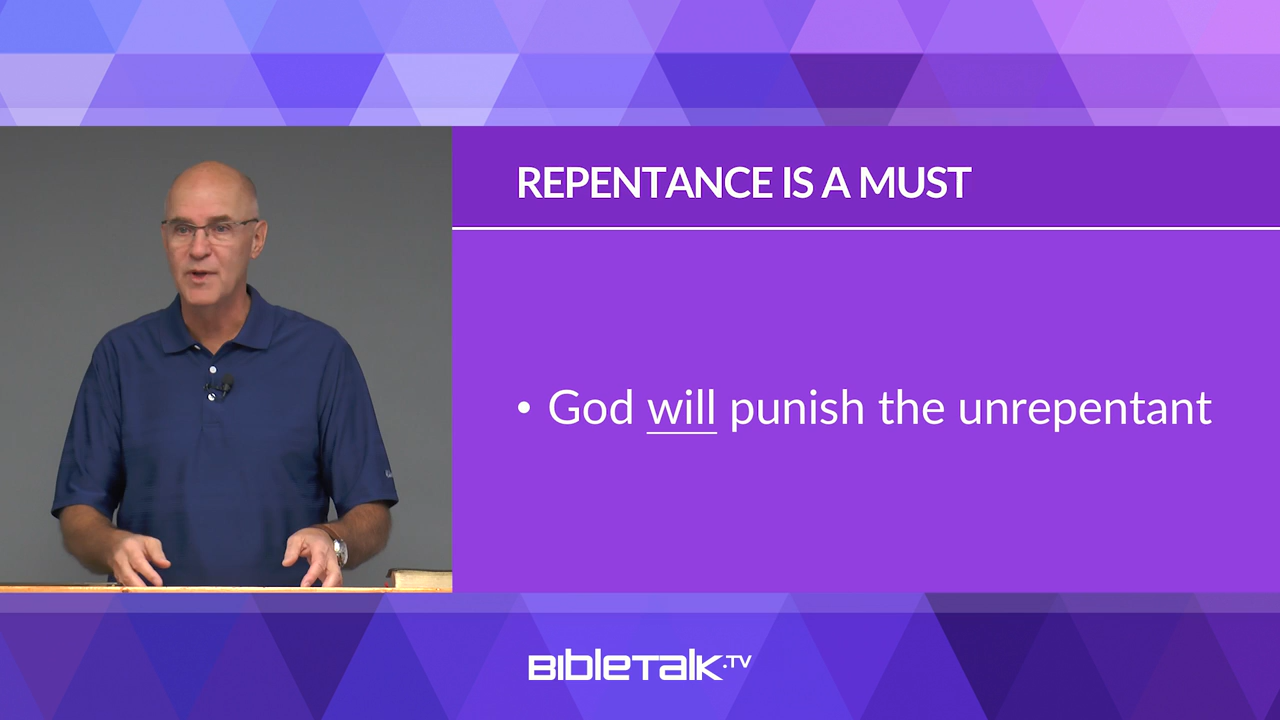 REPENTANCE IS A MUST
• God will punish the unrepentant
BibleTalk.TV